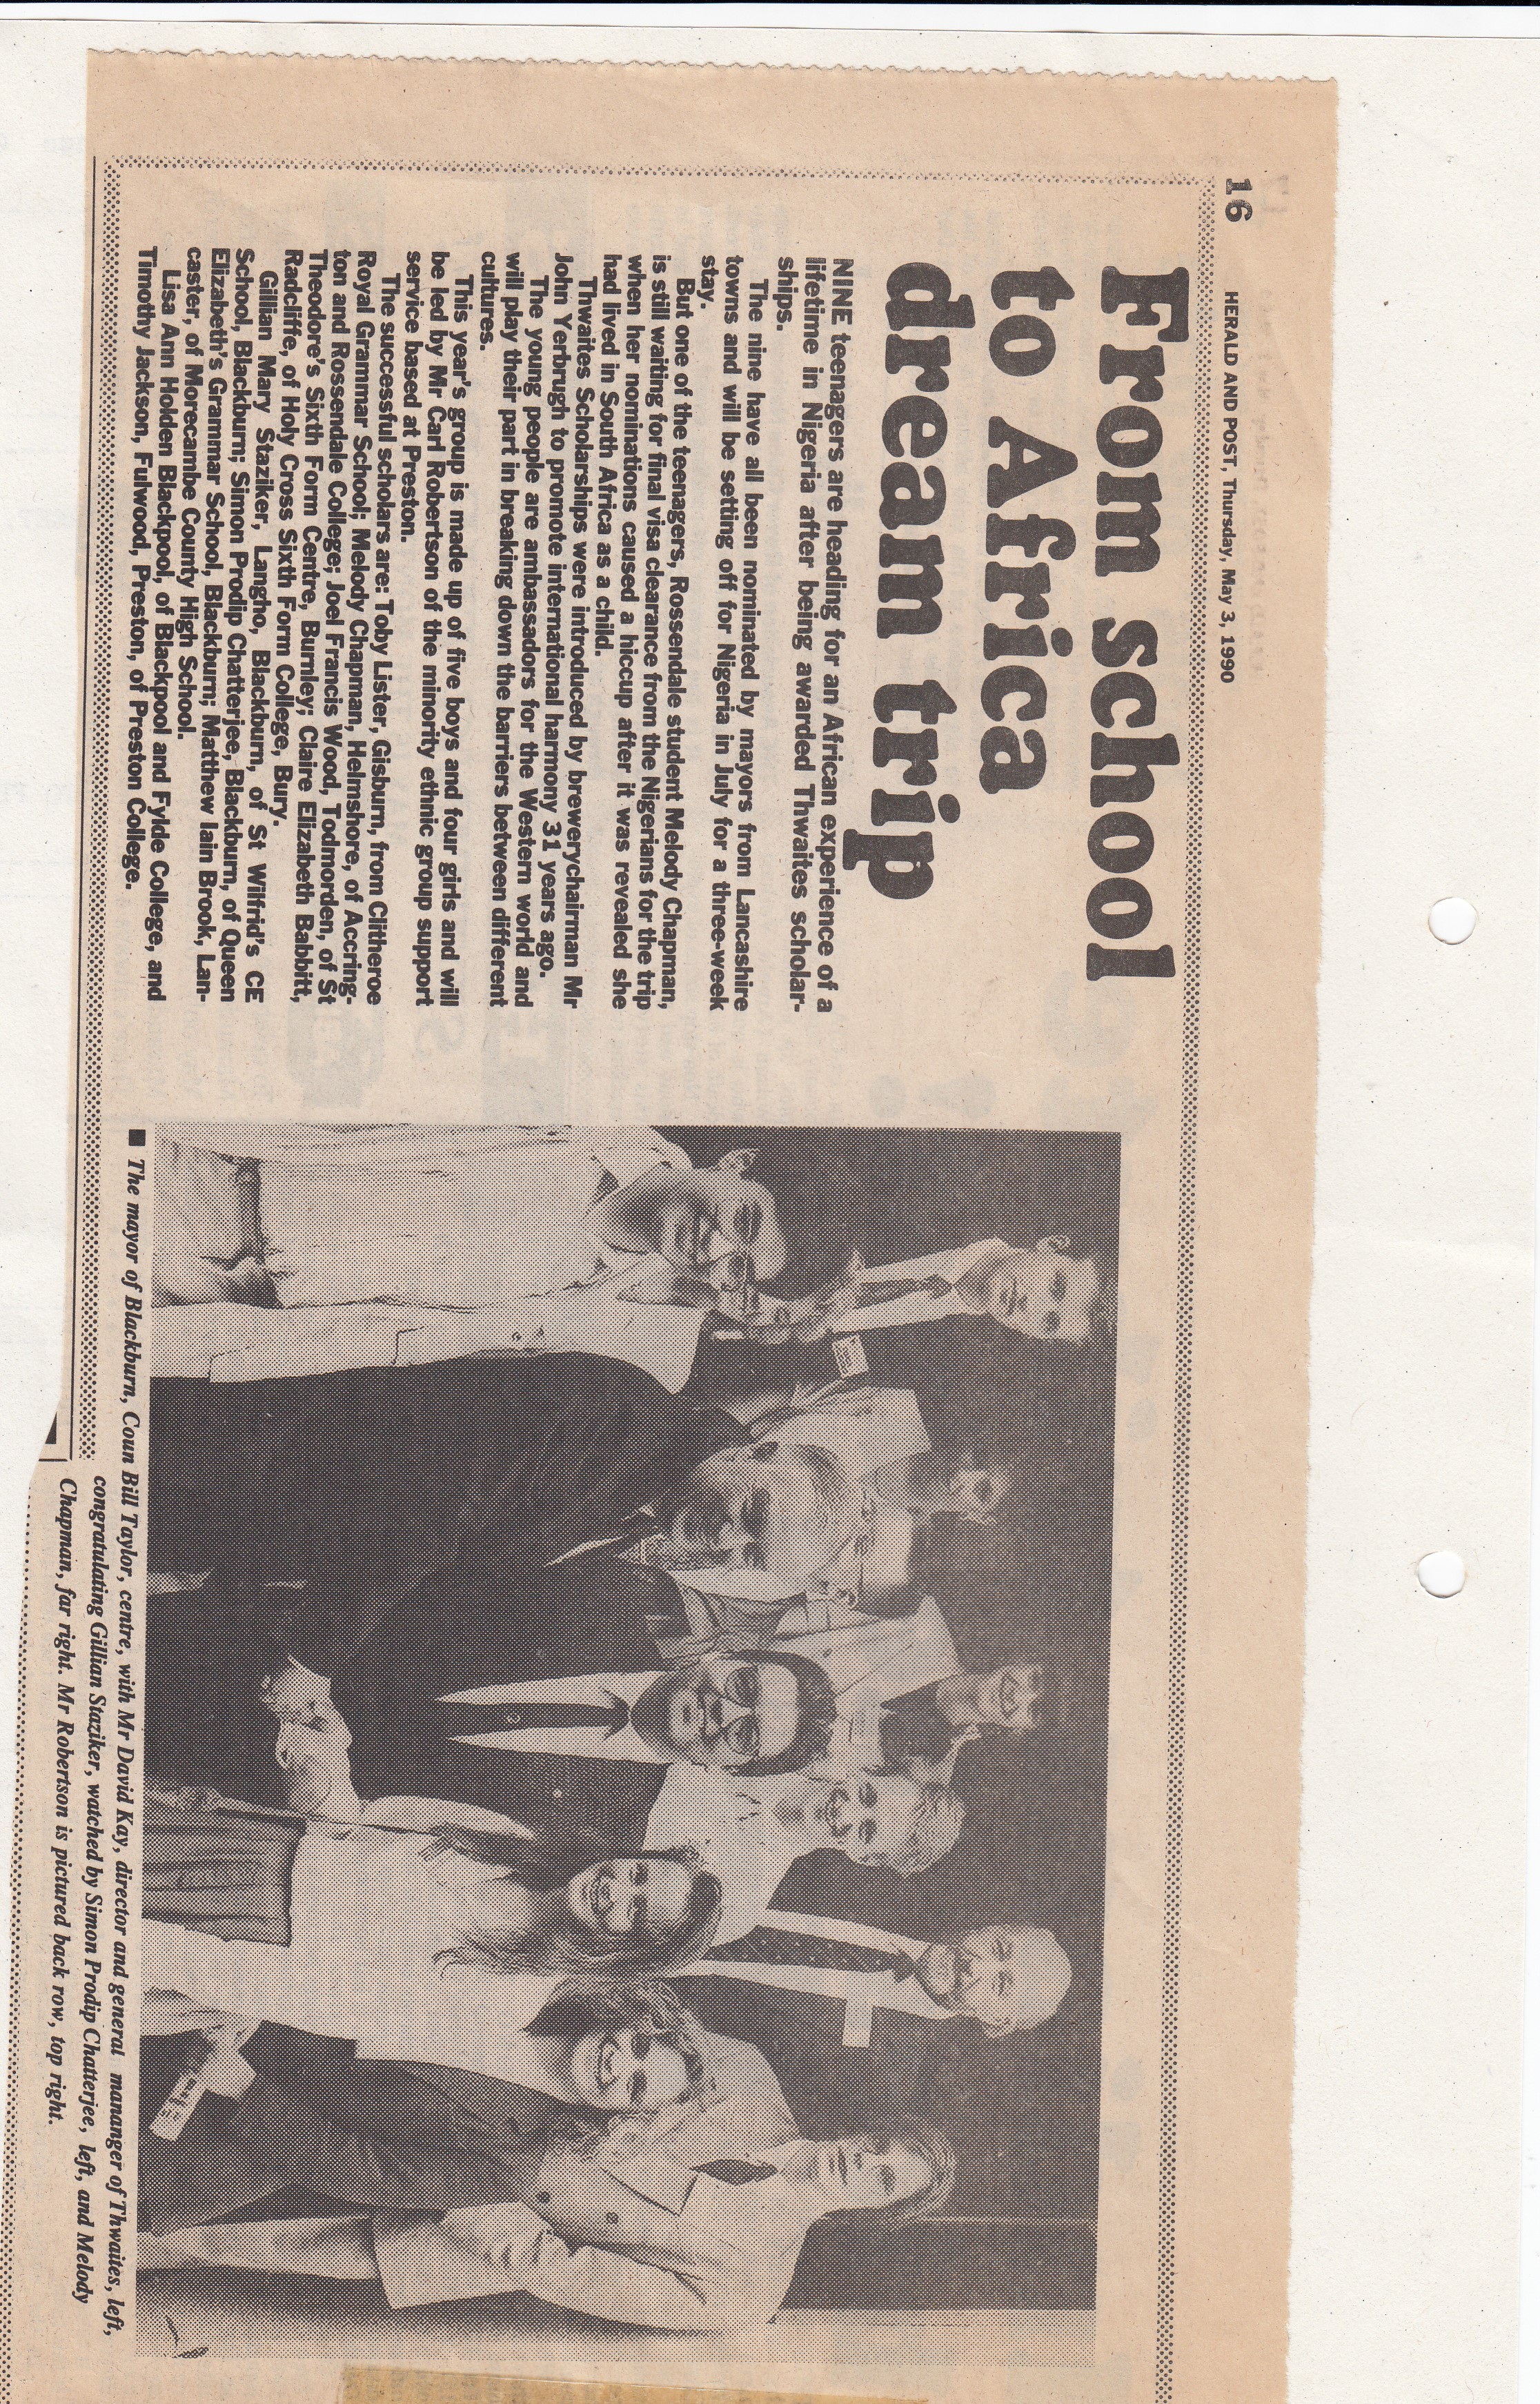 16 HERALD AND POST, Thursday, May 3, 1990
From school
to Africa
dream trip
NINE teenagers are heading for an African experience of a
lifetime in Nigeria after being awarded Thwaites scholar-
ships.
The nine have all been nominated by mayors from Lancashire
towns and will be setting off for Nigeria in July for a three-week
stay.
But one of the teenagers, Rossendale student Melody Chapman,
is still waiting for final visa clearance from the Nigerians for the trip
when her nominations caused a hiccup after it was revealed she
had lived in South Africa as a child.
Thwaites Scholarships were introduced by brewerychairman Mr
John Yerbrugh to promote international harmony 31 years ago.
The young people are ambassadors for the Western world and
will play their part in breaking down the barriers between different
cultures.
This year's group is made up of five boys and four girls and will
be led by Mr Carl Robertson of the minority ethnic group support
service based at Preston.
The successful scholars are: Toby Lister, Gisburn, from Clitheroe
Royal Grammar School; Melody Chapman, Helmshore, of Accring-
ton and Rossendale College; Joel Francis Wood, Todmorden, of St
Theodore's Sixth Form Centre, Burnley; Claire Elizabeth Babbitt,
Radcliffe, of Holy Cross Sixth Form College, Bury.
Gillian Mary Staziker, Langho, Blackburn, of St Wilfrid's CE
School, Blackburn; Simon Prodip Chatterjee, Blackburn, of Queen
Elizabeth's Grammar School, Blackburn; Matthew Iain Brook, Lan-
caster, of Morecambe County High School.
Lisa Ann Holden Blackpool, of Blackpool and Fylde College, and
Timothy Jackson, Fulwood, Preston, of Preston College.
■ The mayor of Blackburn, Coun Bill Taylor, centre, with Mr David Kay, director and general mananger of Thwaites, left,
congratulating Gillian Staziker, watched by Simon Prodip Chatterjee, left, and Melody
Chapman, far right. Mr Robertson is pictured back row, top right.